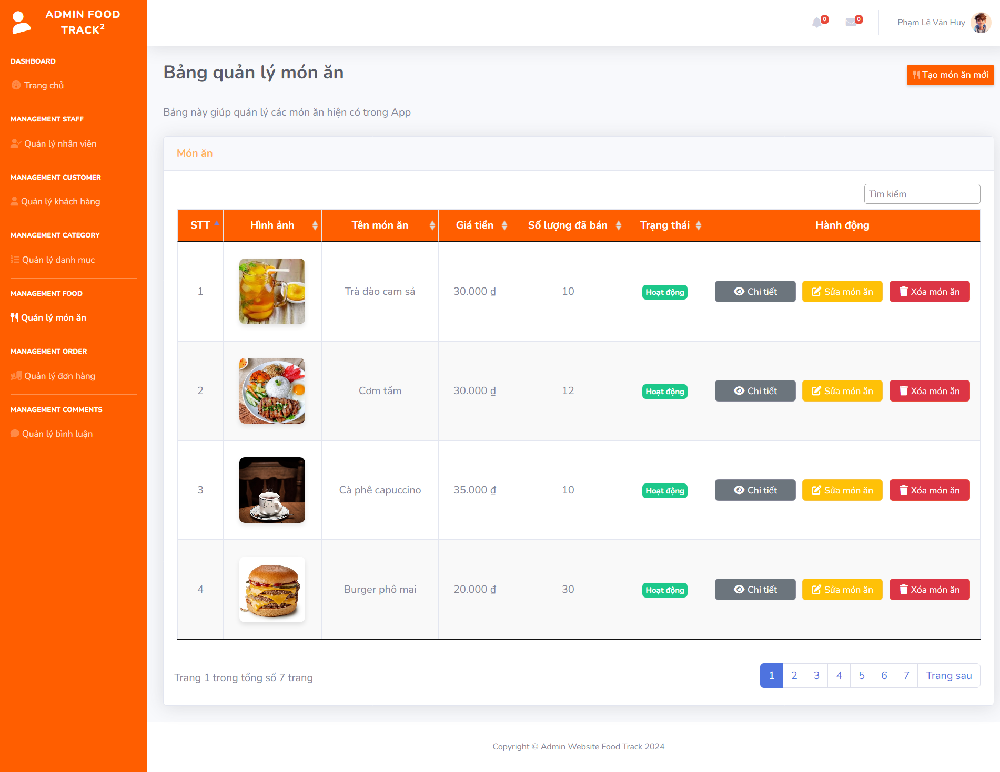 ADMIN FOOD
TRACK²
DASHBOARD
Trang chủ
MANAGEMENT STAFF
Quản lý nhân viên
MANAGEMENT CUSTOMER
Quản lý khách hàng
MANAGEMENT CATEGORY
Quản lý danh mục
MANAGEMENT FOOD
Quản lý món ăn
MANAGEMENT ORDER
Quản lý đơn hàng
MANAGEMENT COMMENTS
Quản lý bình luận
0 0 Phạm Lê Văn Huy
Bảng quản lý món ăn
Tạo món ăn mới
Bảng này giúp quản lý các món ăn hiện có trong App
Món ăn
Tìm kiếm
STT Hình ảnh Tên món ăn Giá tiền Số lượng đã bán Trạng thái Hành động
1 Trà đào cam sả 30.000 ₫ 10 Hoạt động Chi tiết Sửa món ăn Xóa món ăn
2 Cơm tấm 30.000 ₫ 12 Hoạt động Chi tiết Sửa món ăn Xóa món ăn
3 Cà phê capuccino 35.000 ₫ 10 Hoạt động Chi tiết Sửa món ăn Xóa món ăn
4 Burger phô mai 20.000 ₫ 30 Hoạt động Chi tiết Sửa món ăn Xóa món ăn
Trang 1 trong tổng số 7 trang
1 2 3 4 5 6 7 Trang sau
Copyright © Admin Website Food Track 2024